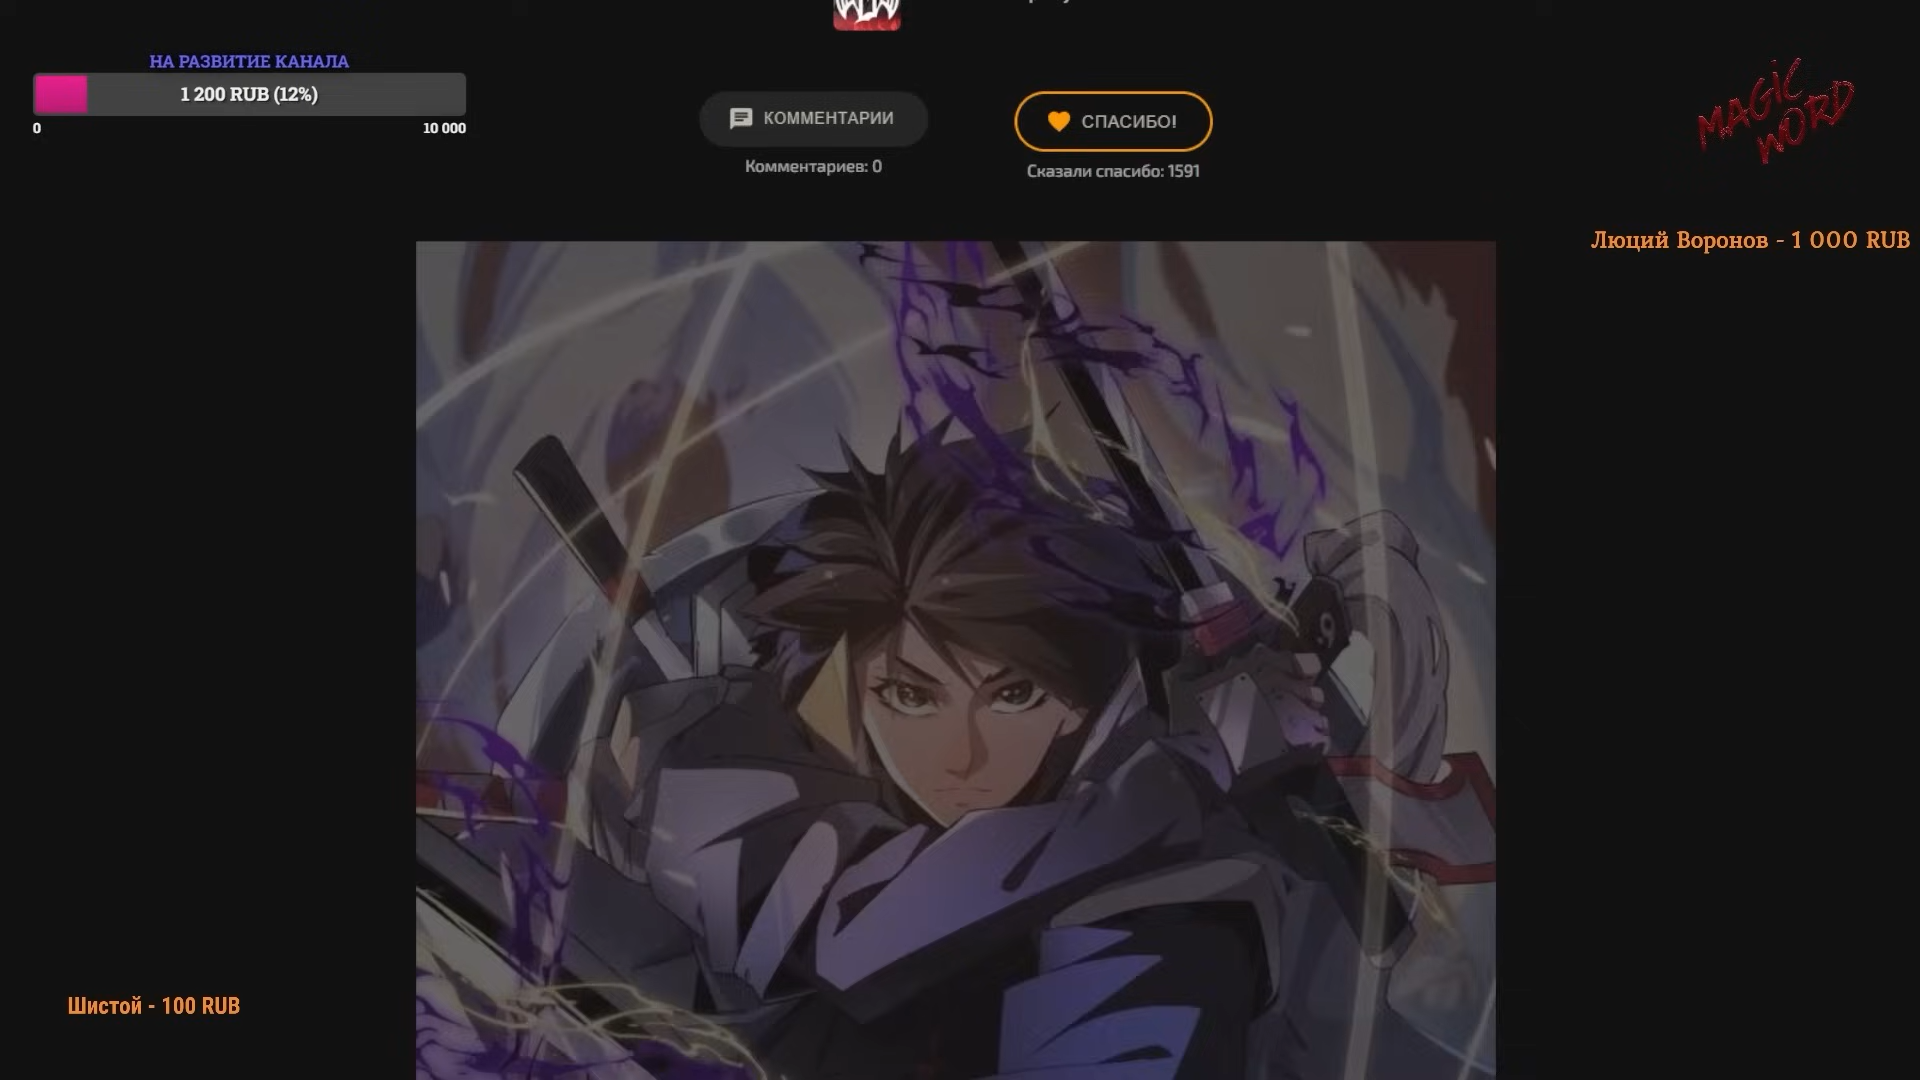 НА РАЗВИТИЕ КАНАЛА
1 200 RUB (12%)
0
10 000
КОММЕНТАРИИ
СПАСИБО!
Комментариев: 0
Сказали спасибо: 1591
MAGIC
WORD
Люций Воронов - 1 000 RUB
9
Шистой - 100 RUB